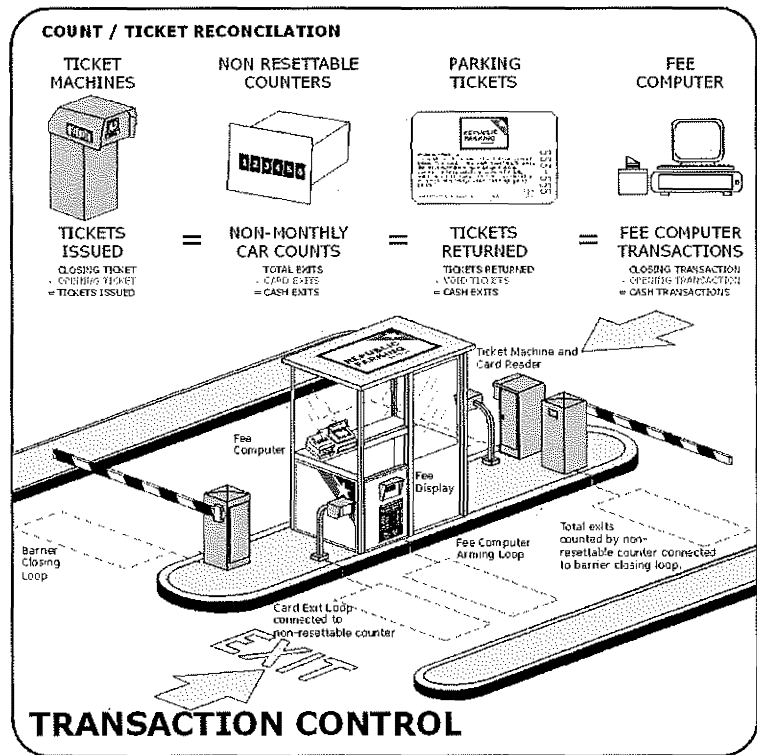 COUNT / TICKET RECONCILATION
TICKET
MACHINES
NON RESETTABLE
COUNTERS
PARKING
TICKETS
FEE
COMPUTER
REPUBLIC
PARKING
555-555
TICKETS
ISSUED
=
NON-MONTHLY
CAR COUNTS
=
TICKETS
RETURNED
=
FEE COMPUTER
TRANSACTIONS
CLOSING TICKET
- OPENING TICKET
= TICKETS ISSUED
TOTAL EXITS
- CARD EXITS
= CASH EXITS
TICKETS RETURNED
- VOID TICKETS
= CASH EXITS
CLOSING TRANSACTION
- OPENING TRANSACTION
= CASH TRANSACTIONS
REPUBLIC
PARKING
Ticket Machine and
Card Reader
Fee
Computer
Fee
Display
Barrier
Closing
Loop
Fee Computer
Arming Loop
Total exits
counted by non-
resettable counter connected
to barrier closing loop.
Card Exit Loop
connected to
non-resettable counter
EXIT
TRANSACTION CONTROL